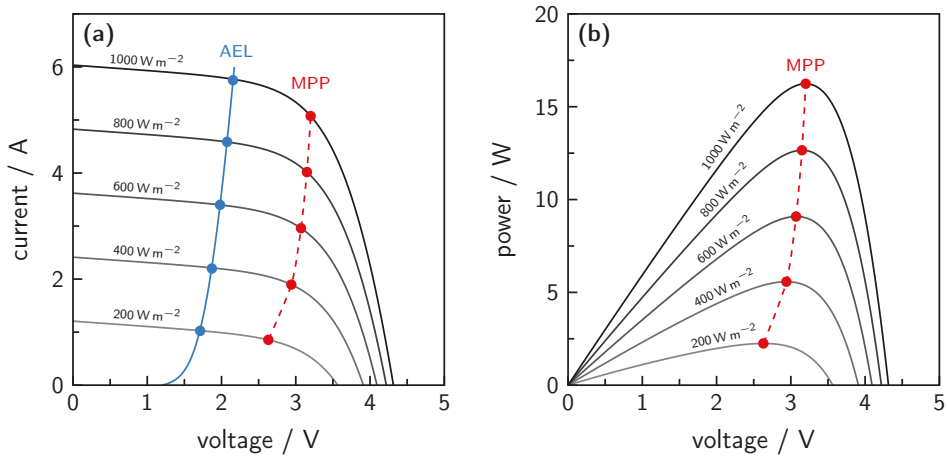 (a)
AEL
MPP
1000 W m−2
800 W m−2
600 W m−2
400 W m−2
200 W m−2
6
4
2
0
0 1 2 3 4 5
current / A
voltage / V
(b)
MPP
1000 W m−2
800 W m−2
600 W m−2
400 W m−2
200 W m−2
20
15
10
5
0
0 1 2 3 4 5
power / W
voltage / V